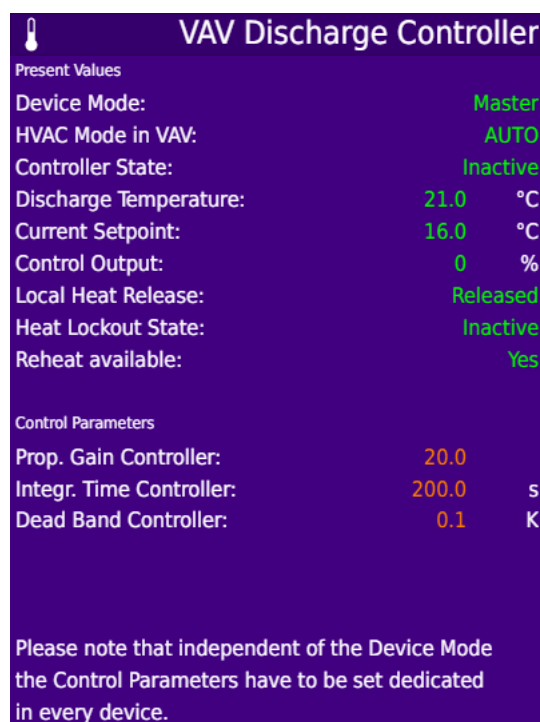 VAV Discharge Controller
Present Values
Device Mode: Master
HVAC Mode in VAV: AUTO
Controller State: Inactive
Discharge Temperature: 21.0 °C
Current Setpoint: 16.0 °C
Control Output: 0 %
Local Heat Release: Released
Heat Lockout State: Inactive
Reheat available: Yes
Control Parameters
Prop. Gain Controller: 20.0
Integr. Time Controller: 200.0 s
Dead Band Controller: 0.1 K
Please note that independent of the Device Mode
the Control Parameters have to be set dedicated
in every device.